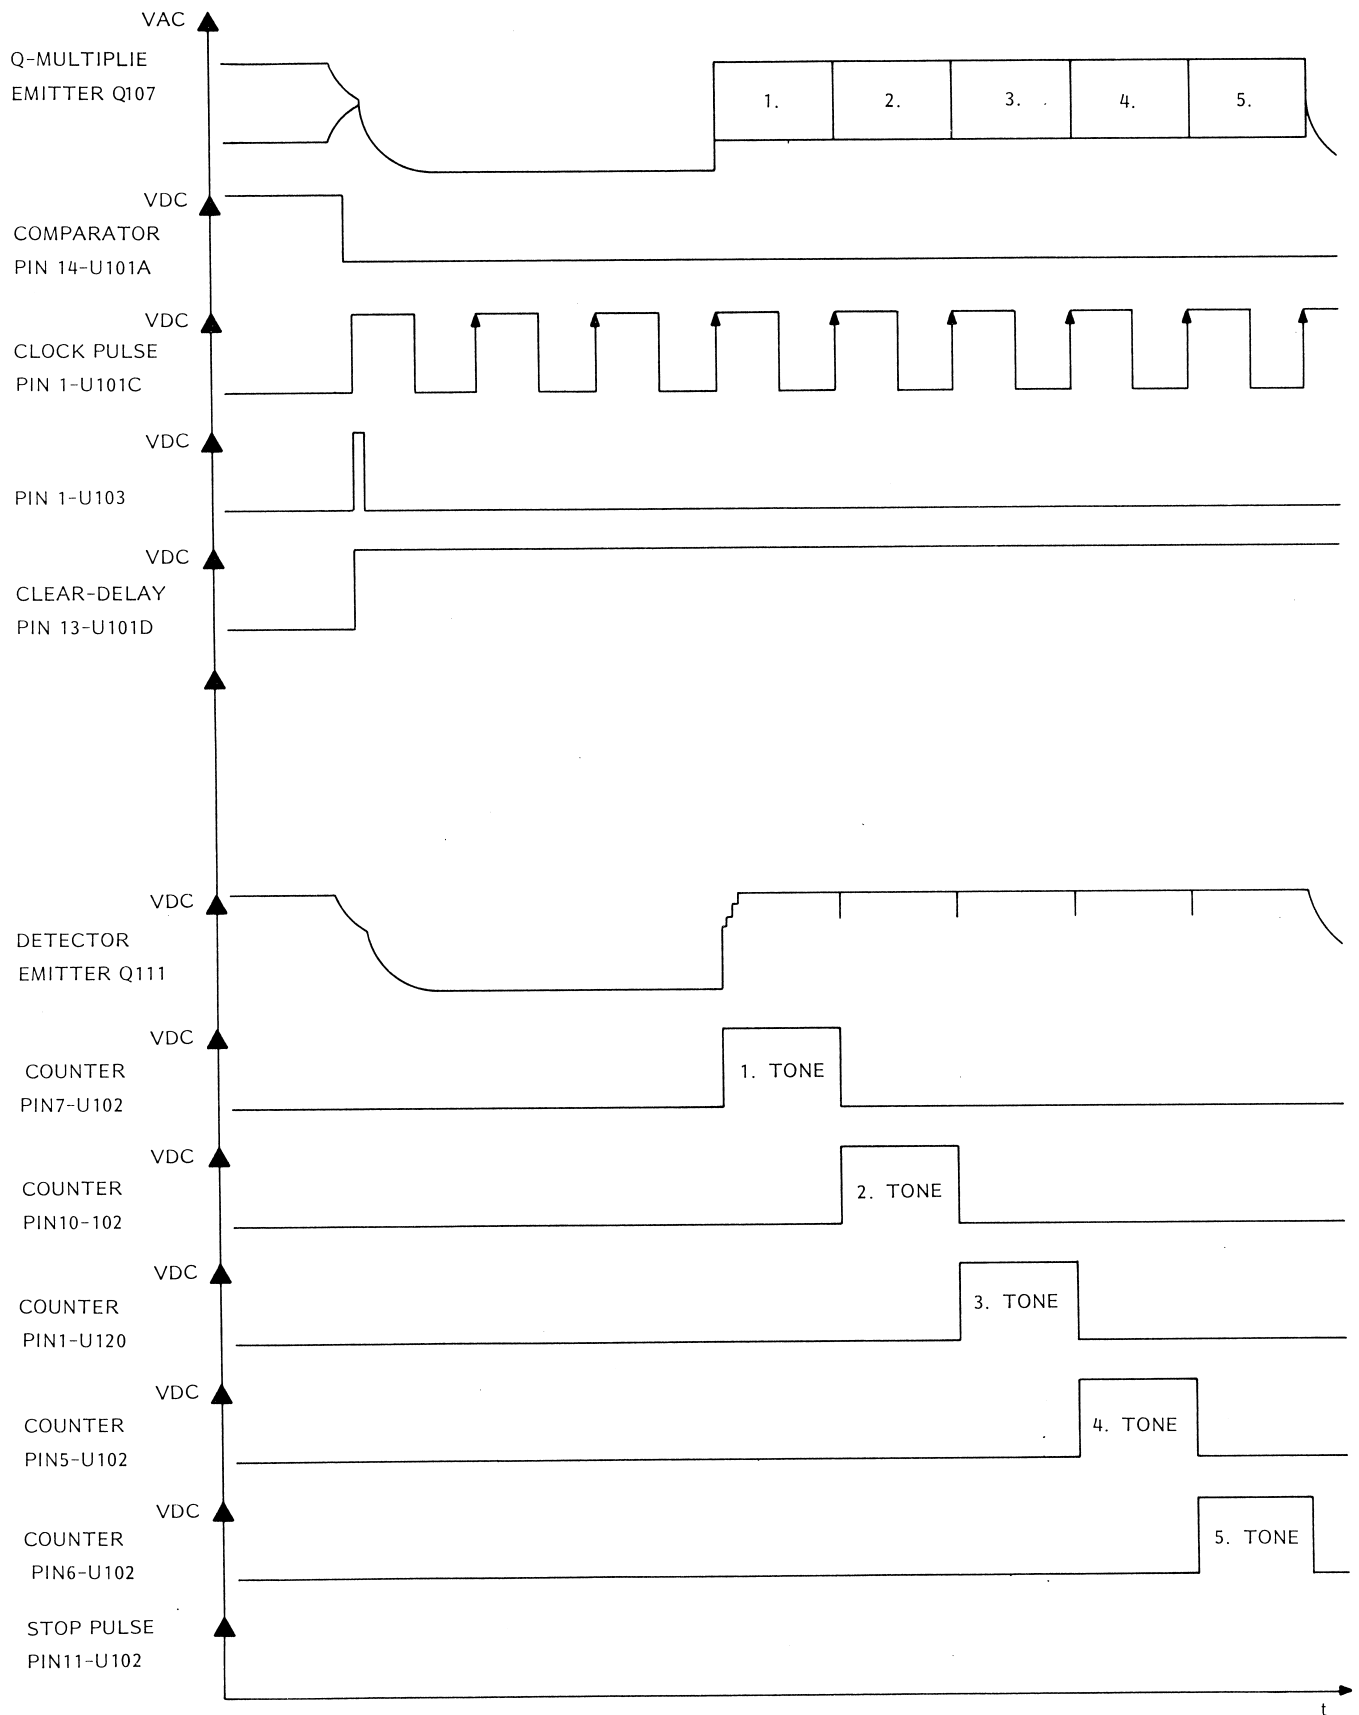 VAC
Q-MULTIPLIE
EMITTER Q107
1. 2. 3. 4. 5.
VDC
COMPARATOR
PIN 14-U101A
VDC
CLOCK PULSE
PIN 1-U101C
VDC
PIN 1-U103
VDC
CLEAR-DELAY
PIN 13-U101D
VDC
DETECTOR
EMITTER Q111
VDC
COUNTER
PIN7-U102
1. TONE
VDC
COUNTER
PIN10-102
2. TONE
VDC
COUNTER
PIN1-U120
3. TONE
VDC
COUNTER
PIN5-U102
4. TONE
VDC
COUNTER
PIN6-U102
5. TONE
STOP PULSE
PIN11-U102
t